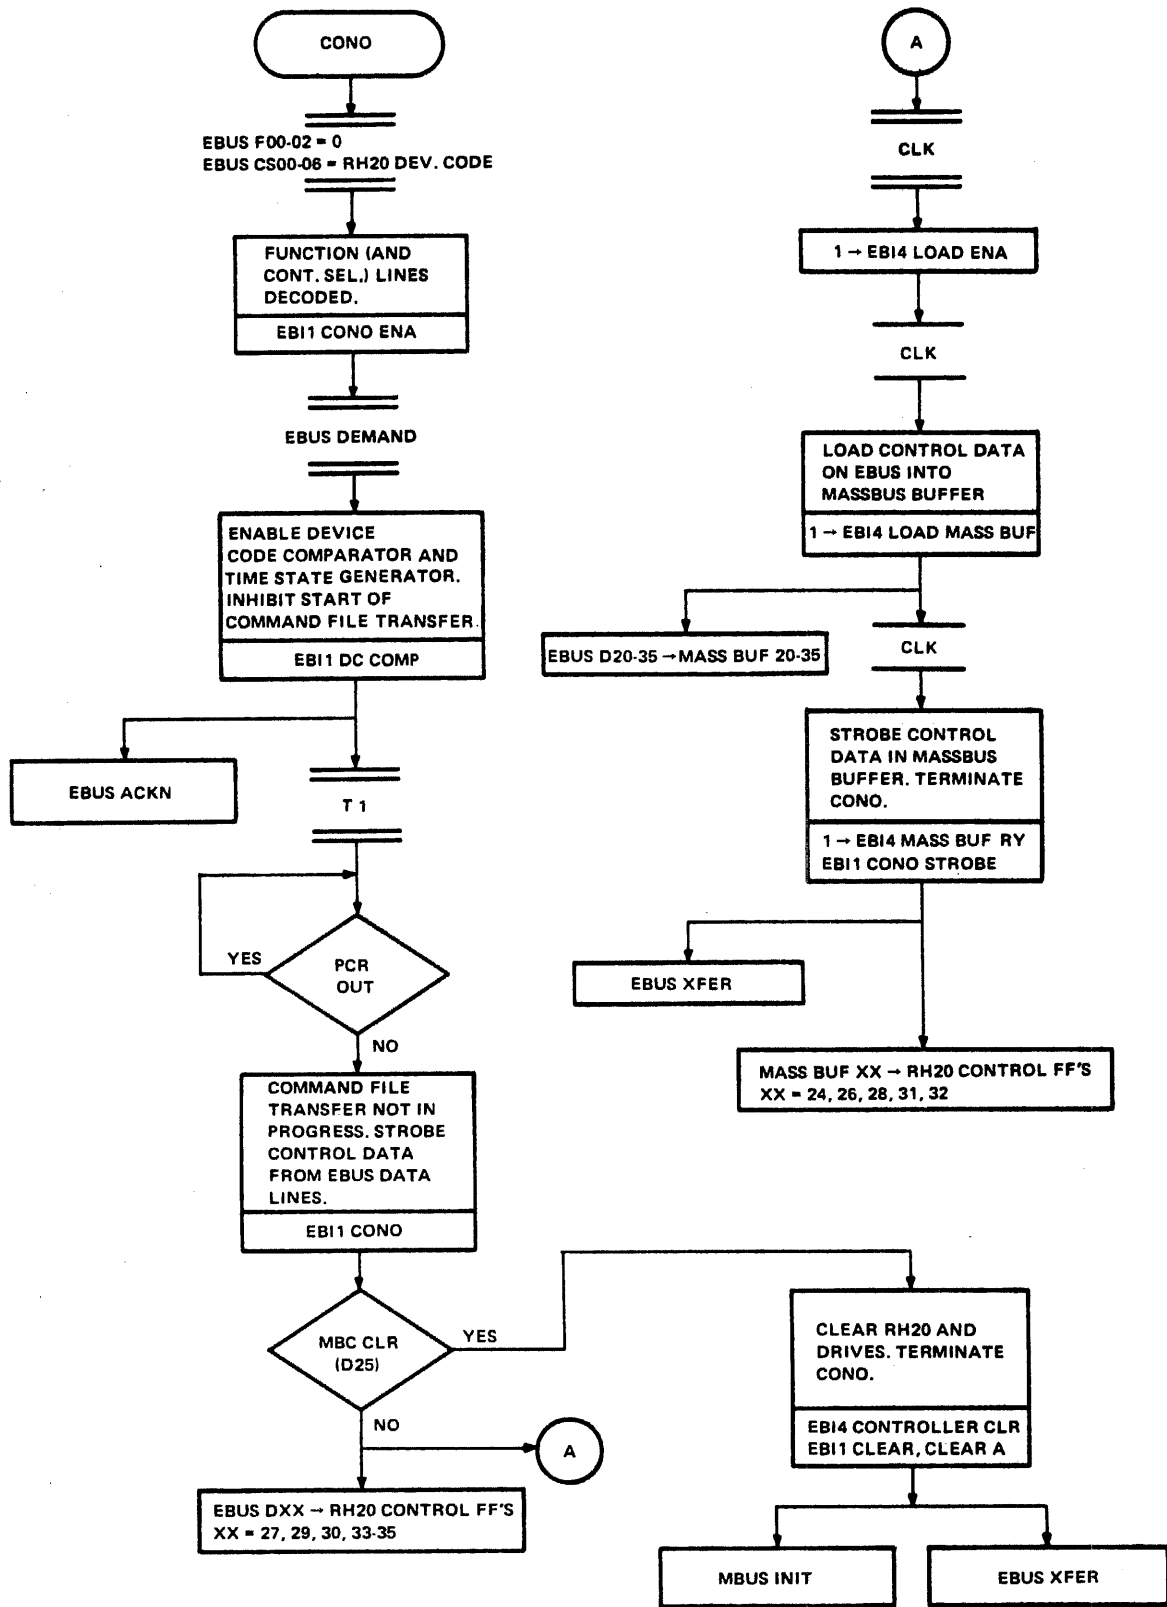 CONO
EBUS F00-02 = 0
EBUS CS00-06 = RH20 DEV. CODE
FUNCTION (AND
CONT. SEL.) LINES
DECODED.
EBI1 CONO ENA
EBUS DEMAND
ENABLE DEVICE
CODE COMPARATOR AND
TIME STATE GENERATOR.
INHIBIT START OF
COMMAND FILE TRANSFER.
EBI1 DC COMP
EBUS ACKN
T 1
YES
PCR
OUT
NO
COMMAND FILE
TRANSFER NOT IN
PROGRESS. STROBE
CONTROL DATA
FROM EBUS DATA
LINES.
EBI1 CONO
MBC CLR
(D25)
YES
NO
A
EBUS DXX → RH20 CONTROL FF'S
XX = 27, 29, 30, 33-35
A
CLK
1 → EBI4 LOAD ENA
CLK
LOAD CONTROL DATA
ON EBUS INTO
MASSBUS BUFFER
1 → EBI4 LOAD MASS BUF
EBUS D20-35 → MASS BUF 20-35
CLK
STROBE CONTROL
DATA IN MASSBUS
BUFFER. TERMINATE
CONO.
1 → EBI4 MASS BUF RY
EBI1 CONO STROBE
EBUS XFER
MASS BUF XX → RH20 CONTROL FF'S
XX = 24, 26, 28, 31, 32
CLEAR RH20 AND
DRIVES. TERMINATE
CONO.
EBI4 CONTROLLER CLR
EBI1 CLEAR, CLEAR A
MBUS INIT
EBUS XFER